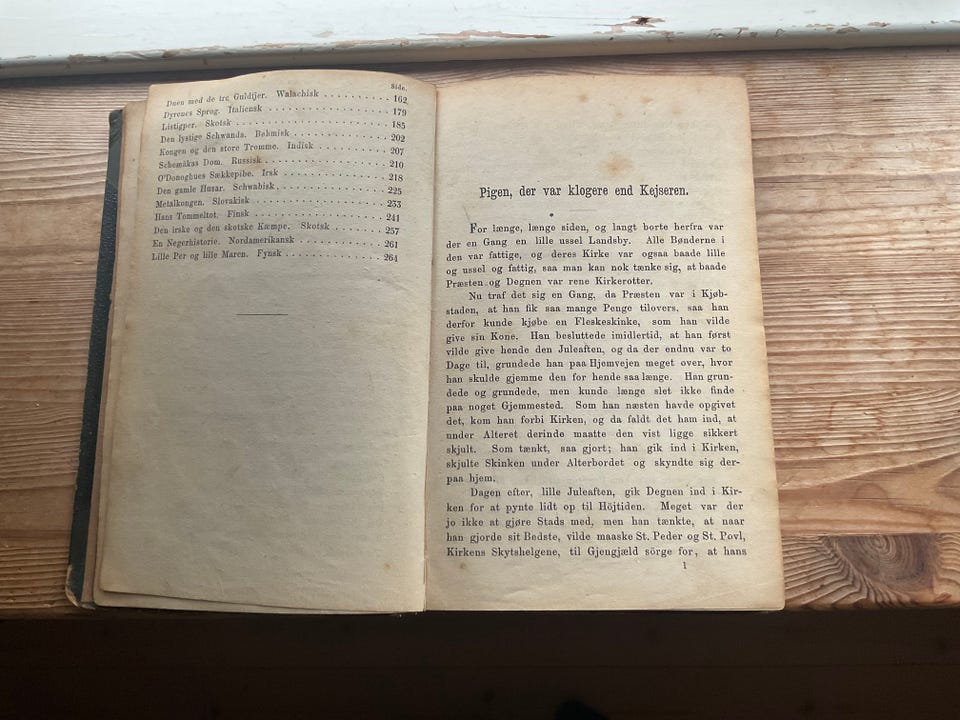 Side.
Duen med de tre Guldfjer. Walachisk . . . . . . . . . . 162
Dyrenes Sprog. Italiensk . . . . . . . . . . . . . . . . 179
Listigper. Skotsk . . . . . . . . . . . . . . . . . . . . 185
Den lystige Schwanda. Bøhmisk . . . . . . . . . . . . 202
Kongen og den store Tromme. Indisk . . . . . . . . . 207
Schemäkas Dom. Russisk . . . . . . . . . . . . . . . . 210
O'Donoghues Sækkepibe. Irsk . . . . . . . . . . . . . 218
Den gamle Husar. Schwabisk . . . . . . . . . . . . . . 225
Metalkongen. Slovakisk . . . . . . . . . . . . . . . . 233
Hans Tommeltot. Finsk . . . . . . . . . . . . . . . . . 241
Den irske og den skotske Kæmpe. Skotsk . . . . . . . 257
En Negerhistorie. Nordamerikansk . . . . . . . . . . . 261
Lille Per og lille Maren. Fynsk . . . . . . . . . . . . . 264
Pigen, der var klogere end Kejseren.
For længe, længe siden, og langt borte herfra var
der en Gang en lille ussel Landsby. Alle Bønderne i
den var fattige, og deres Kirke var ogsaa baade lille
og ussel og fattig, saa man kan nok tænke sig, at baade
Præsten og Degnen var rene Kirkerotter.
Nu traf det sig en Gang, da Præsten var i Kjøb-
staden, at han fik saa mange Penge tilovers, saa han
derfor kunde kjøbe en Fleskeskinke, som han vilde
give sin Kone. Han besluttede imidlertid, at han først
vilde give hende den Juleaften, og da der endnu var to
Dage til, grundede han paa Hjemvejen meget over, hvor
han skulde gjemme den for hende saa længe. Han grun-
dede og grundede, men kunde længe slet ikke finde
paa noget Gjemmested. Som han næsten havde opgivet
det, kom han forbi Kirken, og da faldt det ham ind, at
under Alteret derinde maatte den vist ligge sikkert
skjult. Som tænkt, saa gjort; han gik ind i Kirken,
skjulte Skinken under Alterbordet og skyndte sig der-
paa hjem.
Dagen efter, lille Juleaften, gik Degnen ind i Kir-
ken for at pynte lidt op til Höjtiden. Meget var der
jo ikke at gjøre Stads med, men han tænkte, at naar
han gjorde sit Bedste, vilde maaske St. Peder og St. Povl,
Kirkens Skytshelgene, til Gjengjæld sörge for, at hans
1